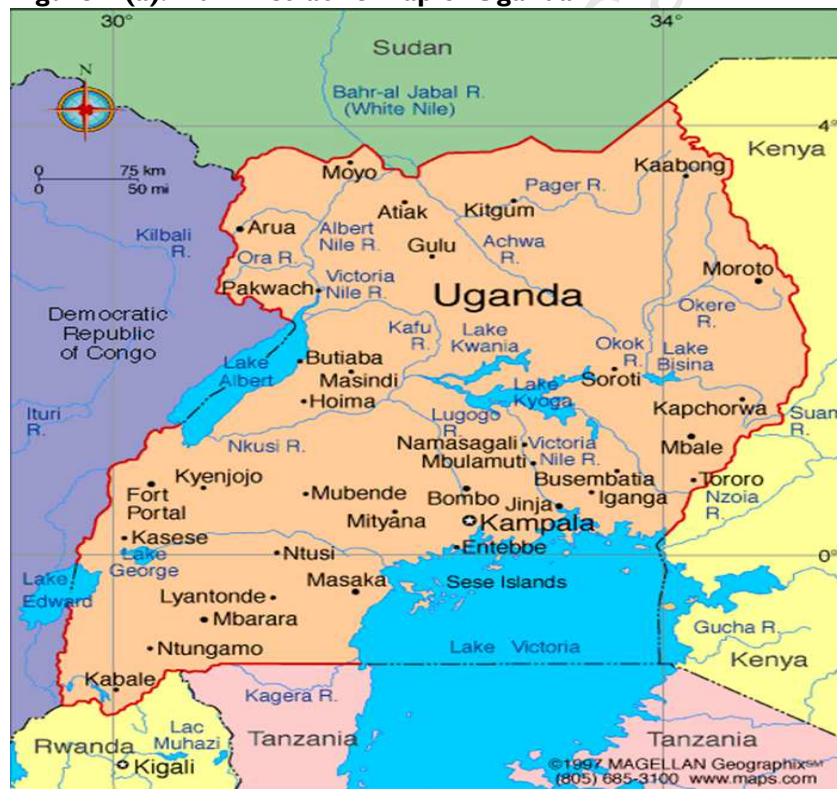 30°
34°
Sudan
N
Bahr-al Jabal R.
(White Nile)
4°
Kenya
0
75 km
0
50 mi
Moyo
Kaabong
Pager R.
Atiak
Kitgum
Arua
Albert
Nile R.
Achwa
R.
Kilbali
R.
Gulu
Ora R.
Moroto
Pakwach
Victoria
Nile R.
Uganda
Okere
R.
Democratic
Republic
of Congo
Kafu
R.
Lake
Kwania
Okok
R.
Lake
Bisina
Lake
Albert
Butiaba
Masindi
Soroti
Hoima
Lake
Kyoga
Kapchorwa
Ituri
R.
Lugogo
R.
Suam
R.
Nkusi R.
Namasagali
Victoria
Nile R.
Mbale
Mbulamuti
Kyenjojo
Busembatia
Tororo
Fort
Portal
Mubende
Bombo
Iganga
Nzoia
R.
Jinja
Mityana
Kampala
Kasese
Entebbe
0°
Lake
George
Ntusi
Lake
Edward
Masaka
Sese Islands
Lyantonde
Mbarara
Gucha R.
Ntungamo
Lake Victoria
Kenya
Kabale
Kagera R.
Lac
Muhazi
Rwanda
Tanzania
Tanzania
Kigali
©1997 MAGELLAN Geographix℠
(805) 685-3100 www.maps.com